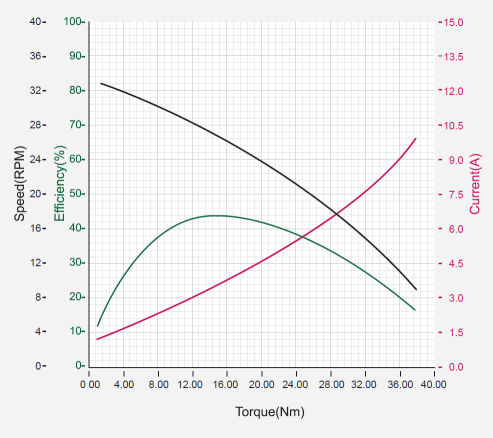 40- 100- -15.0
36- 90- -13.5
32- 80- -12.0
28- 70- -10.5
24- 60- -9.0
20- 50- -7.5
16- 40- -6.0
12- 30- -4.5
8- 20- -3.0
4- 10- -1.5
0- 0- -0.0
Speed(RPM)
Efficiency(%)
Current(A)
0 00 4.00 8.00 12.00 16.00 20.00 24.00 28.00 32.00 36.00 40.00
Torque(Nm)